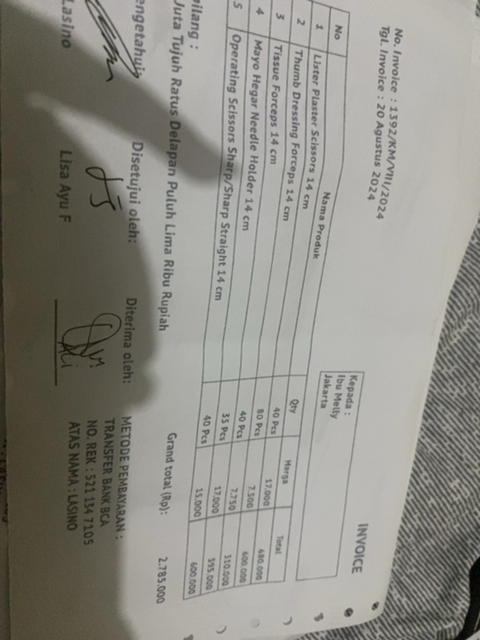 INVOICE
No. Invoice : 1392/KM/VIII/2024
Tgl. Invoice : 20 Agustus 2024
Kepada :
Ibu Melly
Jakarta
No Nama Produk Qty Harga Total
1 Lister Plaster Scissors 14 cm 40 Pcs 17.000 680.000
2 Thumb Dressing Forceps 14 cm 80 Pcs 7.500 600.000
3 Tissue Forceps 14 cm 40 Pcs 7.750 310.000
4 Mayo Hegar Needle Holder 14 cm 35 Pcs 17.000 595.000
5 Operating Scissors Sharp/Sharp Straight 14 cm 40 Pcs 15.000 600.000
Grand total (Rp): 2.785.000
ilang :
Juta Tujuh Ratus Delapan Puluh Lima Ribu Rupiah
engetahui Disetujui oleh: Diterima oleh:
METODE PEMBAYARAN :
TRANSFER BANK BCA
NO. REK : 521 134 7105
ATAS NAMA : LASINO
Lasino Lisa Ayu F